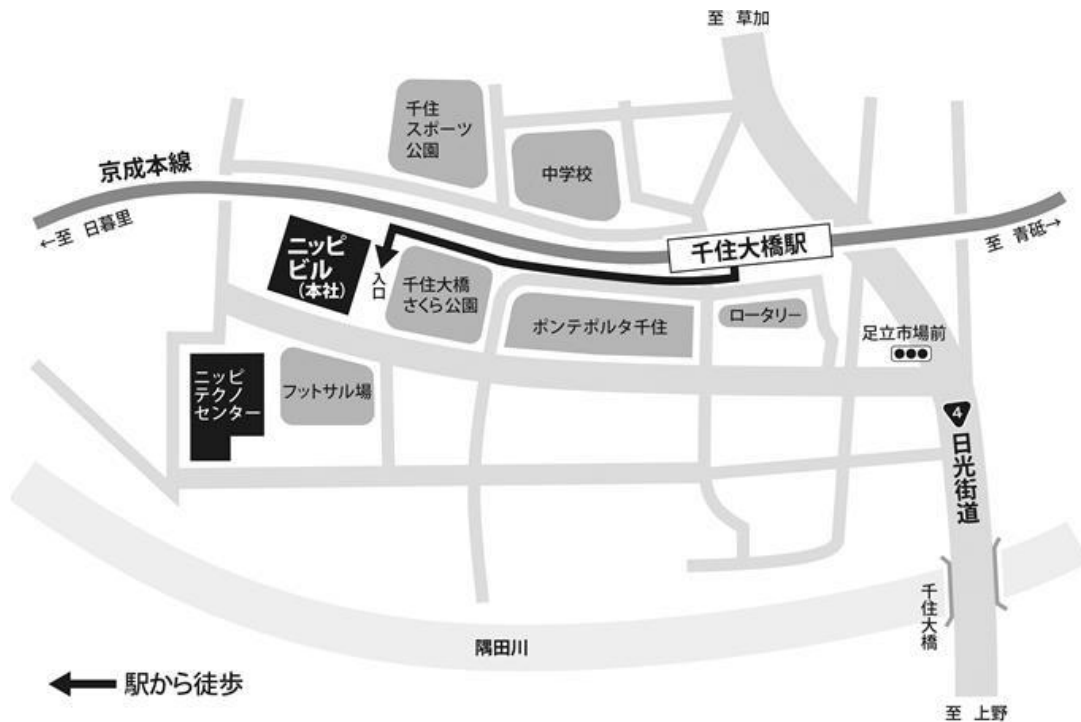 至 草加
千住
スポーツ
公園
中学校
京成本線
←至 日暮里
千住大橋駅
至 青砥→
ニッピ
ビル
(本社)
入口
千住大橋
さくら公園
ポンテポルタ千住
ロータリー
足立市場前
ニッピ
テクノ
センター
フットサル場
4
日光街道
千住大橋
隅田川
駅から徒歩
至 上野